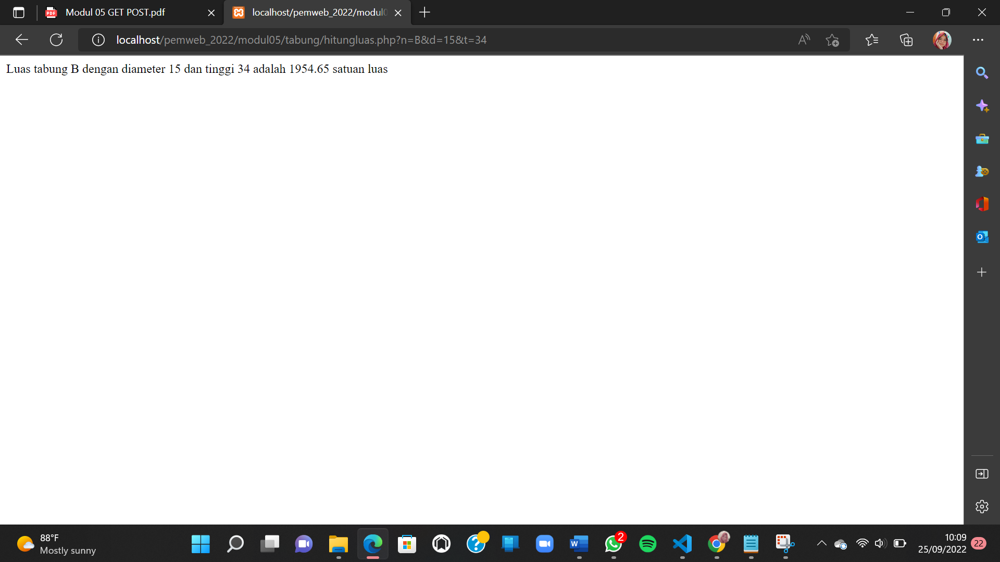 Modul 05 GET POST.pdf
localhost/pemweb_2022/modul0
localhost/pemweb_2022/modul05/tabung/hitungluas.php?n=B&d=15&t=34
Luas tabung B dengan diameter 15 dan tinggi 34 adalah 1954.65 satuan luas
88°F
Mostly sunny
2
10:09
25/09/2022
22